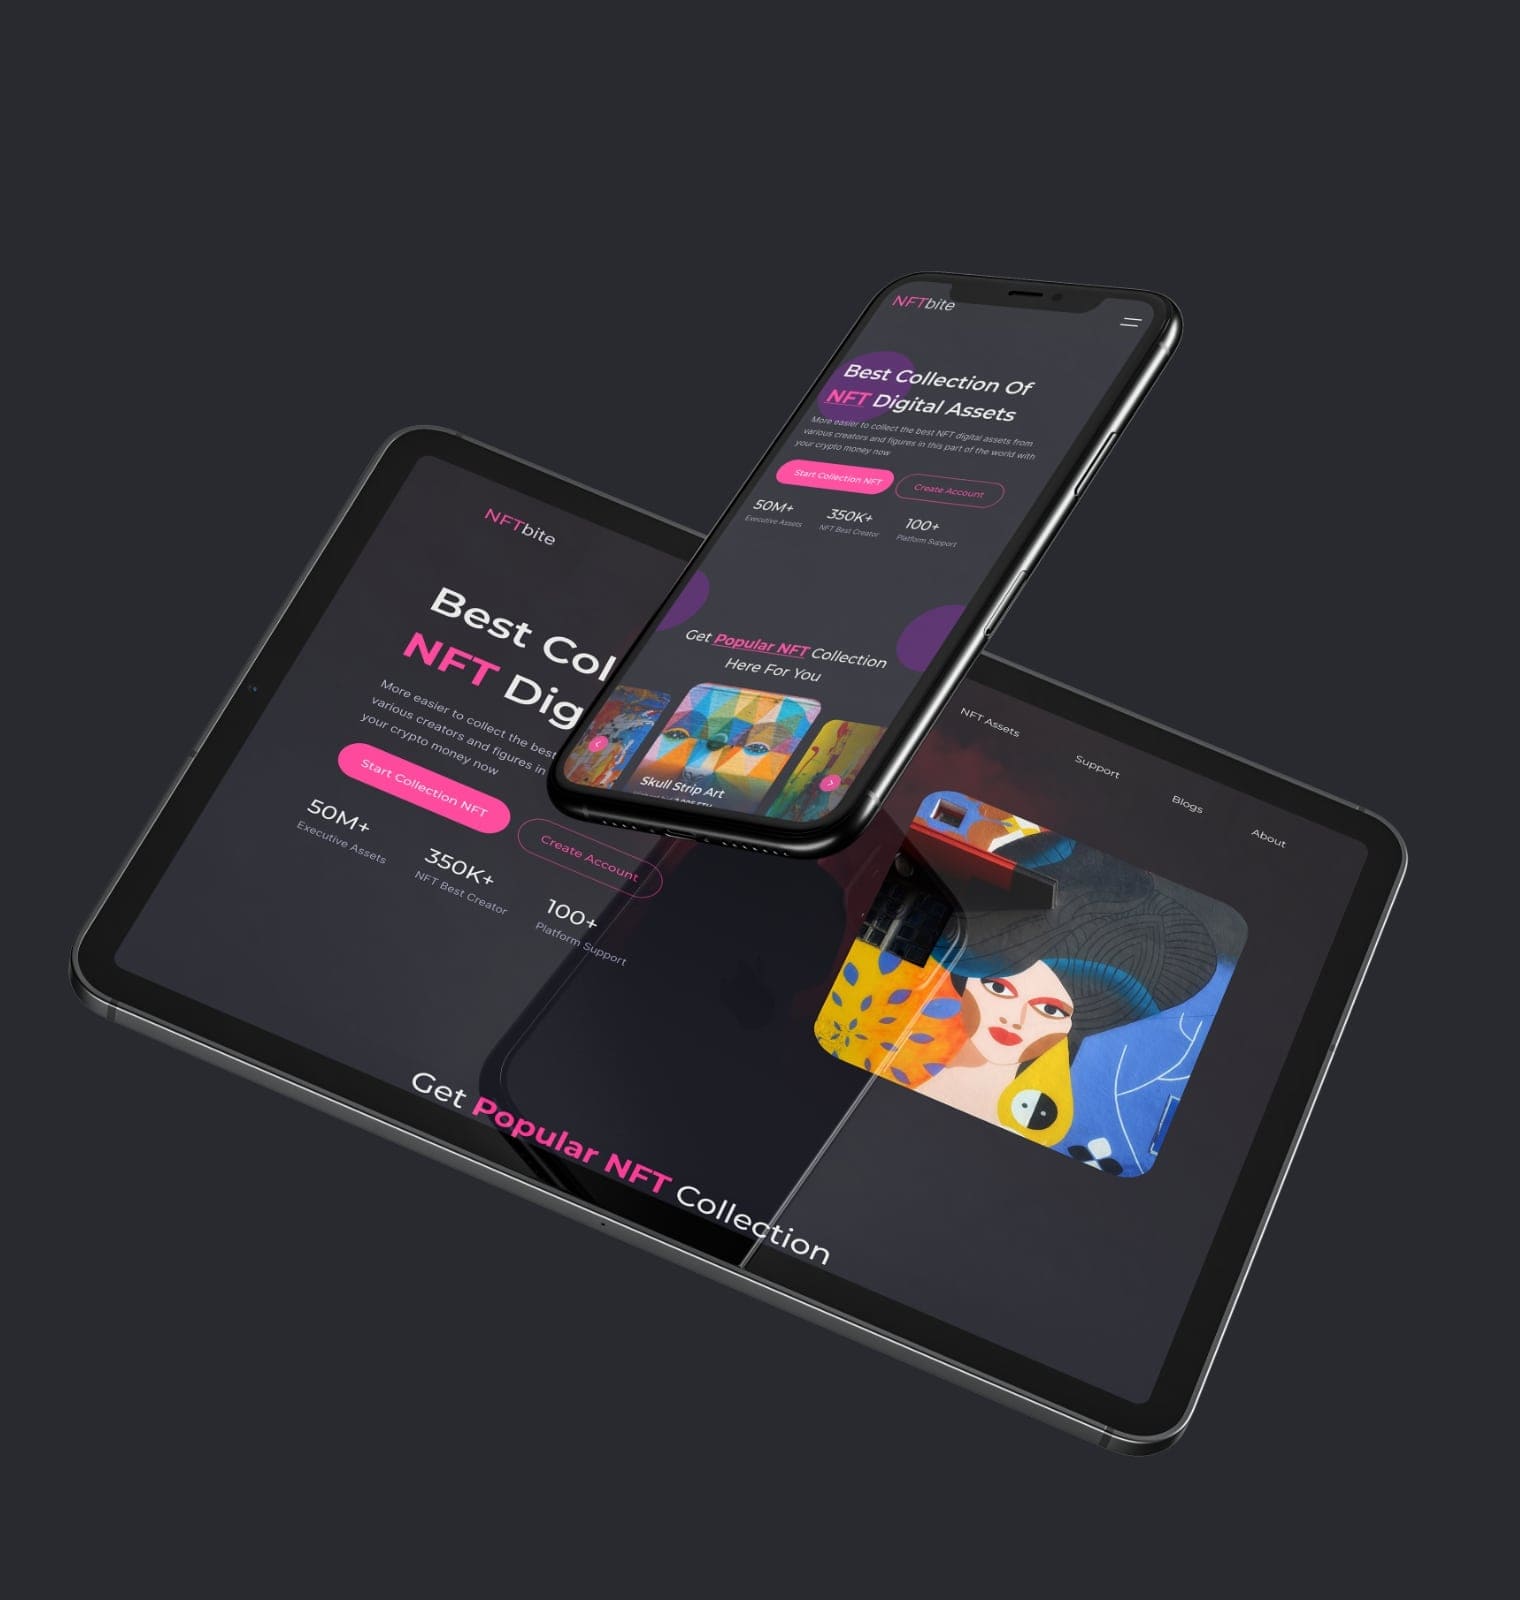 NFTbite
Best Collection Of
NFT Digital Assets
More easier to collect the best NFT digital assets from
various creators and figures in this part of the world with
your crypto money now
Start Collection NFT
Create Account
50M+
Executive Assets
350K+
NFT Best Creator
100+
Platform Support
Get Popular NFT Collection
Here For You
Skull Strip Art
NFTbite
NFT Assets
Support
Blogs
About
Best Col
NFT Dig
More easier to collect the best
various creators and figures in
your crypto money now
Start Collection NFT
Create Account
50M+
Executive Assets
350K+
NFT Best Creator
100+
Platform Support
Get Popular NFT Collection